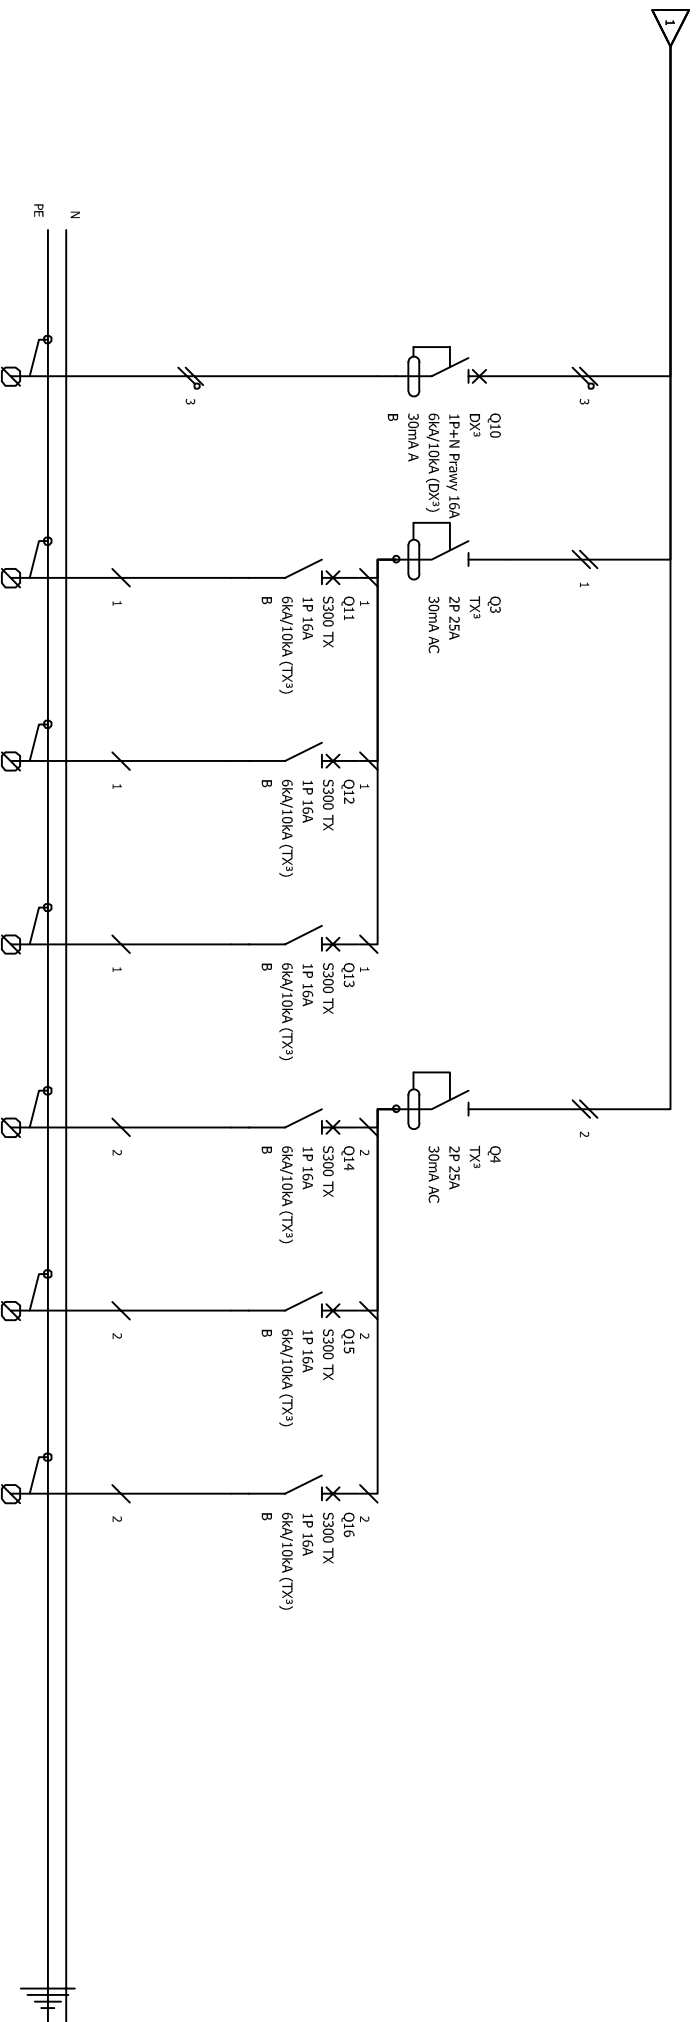 1
N
PE
3
Q10
DX³
1P+N Prawy 16A
6kA/10kA (DX³)
30mA A
B
3
1
Q3
TX³
2P 25A
30mA AC
1
Q11
S300 TX
1P 16A
6kA/10kA (TX³)
B
1
1
Q12
S300 TX
1P 16A
6kA/10kA (TX³)
B
1
1
Q13
S300 TX
1P 16A
6kA/10kA (TX³)
B
1
2
Q4
TX³
2P 25A
30mA AC
2
Q14
S300 TX
1P 16A
6kA/10kA (TX³)
B
2
2
Q15
S300 TX
1P 16A
6kA/10kA (TX³)
B
2
2
Q16
S300 TX
1P 16A
6kA/10kA (TX³)
B
2